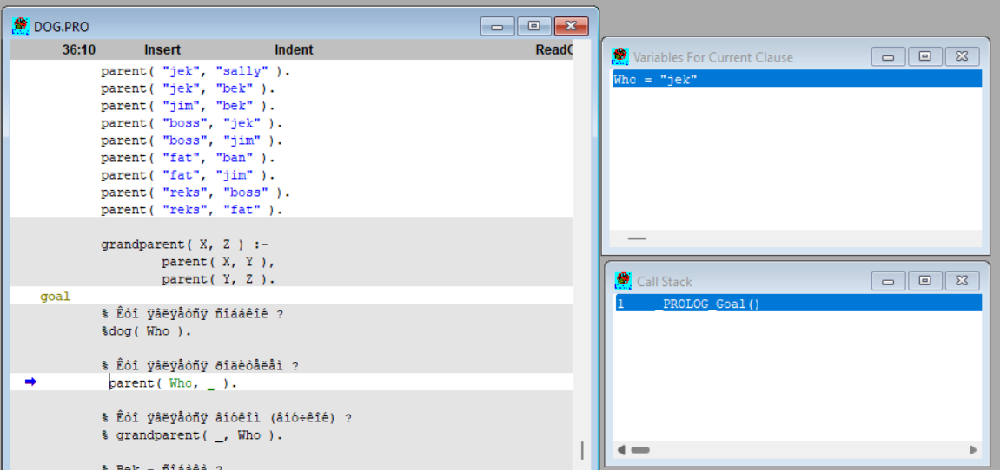 DOG.PRO
36:10 Insert Indent Read
parent( "jek", "sally" ).
parent( "jek", "bek" ).
parent( "jim", "bek" ).
parent( "boss", "jek" ).
parent( "boss", "jim" ).
parent( "fat", "ban" ).
parent( "fat", "jim" ).
parent( "reks", "boss" ).
parent( "reks", "fat" ).
grandparent( X, Z ) :-
parent( X, Y ),
parent( Y, Z ).
goal
% Êòî ÿâëÿåòñÿ ñîáàêîé ?
%dog( Who ).
% Êòî ÿâëÿåòñÿ ðîäèòåëåì ?
parent( Who, _ ).
% Êòî ÿâëÿåòñÿ âíóêîì (âíó÷êîé) ?
% grandparent( _, Who ).
% Bek - ñîáàêà ?
Variables For Current Clause
Who = "jek"
Call Stack
1 _PROLOG_Goal()